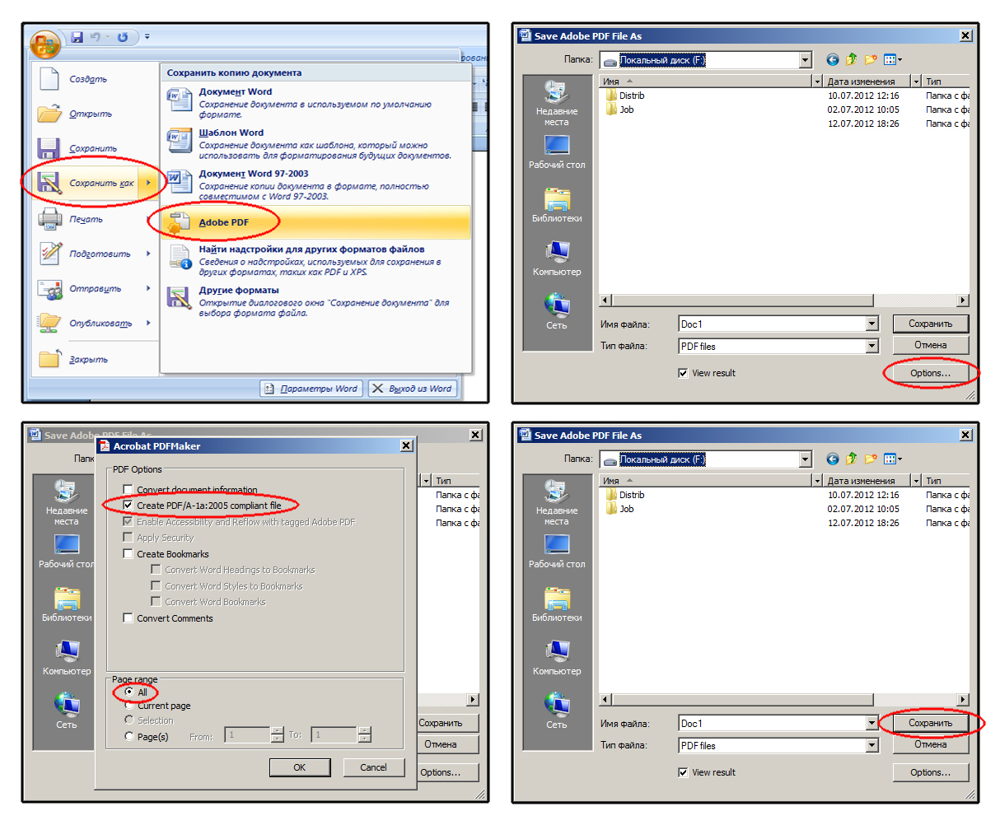 Создать
Открыть
Сохранить
Сохранить как
Печать
Подготовить
Отправить
Опубликовать
Закрыть
Сохранить копию документа
Документ Word
Сохранение документа в используемом по умолчанию
формате.
Шаблон Word
Сохранение документа как шаблона, который можно
использовать для форматирования будущих документов.
Документ Word 97-2003
Сохранение копии документа в формате, полностью
совместимом с Word 97-2003.
Adobe PDF
Найти надстройки для других форматов файлов
Сведения о надстройках, используемых для сохранения в
других форматах, таких как PDF и XPS.
Другие форматы
Открытие диалогового окна "Сохранение документа" для
выбора формата файла.
Параметры Word
Выход из Word
Save Adobe PDF File As
Папка:
Локальный диск (F:)
Недавние
места
Рабочий стол
Библиотеки
Компьютер
Сеть
Имя Дата изменения Тип
Distrib 10.07.2012 12:16 Папка с фа
Job 02.07.2012 10:05 Папка с фа
12.07.2012 18:26 Папка с фа
Имя файла: Doc1 Сохранить
Тип файла: PDF files Отмена
View result Options...
Save Adobe PDF File As
Папк
Недавние
места
Рабочий стол
Библиотеки
Компьютер
Сеть
Тип
Папка с фа
Папка с фа
Папка с фа
Сохранить
Отмена
Options...
Acrobat PDFMaker
PDF Options
Convert document information
Create PDF/A-1a:2005 compliant file
Enable Accessibility and Reflow with tagged Adobe PDF
Apply Security
Create Bookmarks
Convert Word Headings to Bookmarks
Convert Word Styles to Bookmarks
Convert Word Bookmarks
Convert Comments
Page range
All
Current page
Selection
Page(s) From: 1 To: 1
OK Cancel
Save Adobe PDF File As
Папка:
Локальный диск (F:)
Недавние
места
Рабочий стол
Библиотеки
Компьютер
Сеть
Имя Дата изменения Тип
Distrib 10.07.2012 12:16 Папка с фа
Job 02.07.2012 10:05 Папка с фа
12.07.2012 18:26 Папка с фа
Имя файла: Doc1 Сохранить
Тип файла: PDF files Отмена
View result Options...